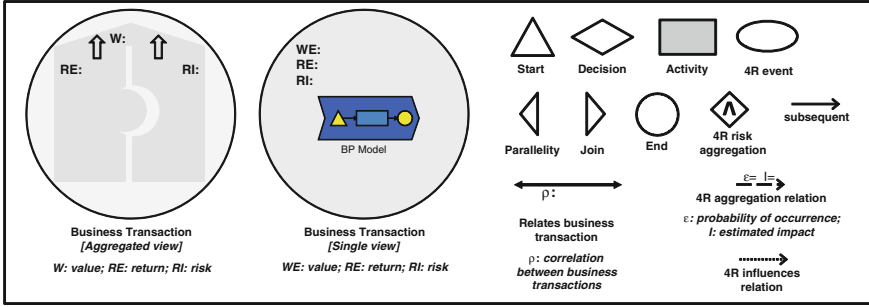 W:
RE:
RI:
Business Transaction
[Aggregated view]
W: value; RE: return; RI: risk
WE:
RE:
RI:
BP Model
Business Transaction
[Single view]
WE: value; RE: return; RI: risk
Start
Decision
Activity
4R event
Parallelity
Join
End
4R risk
aggregation
subsequent
ρ:
Relates business
transaction
ρ: correlation
between business
transactions
ε= I=
4R aggregation relation
ε: probability of occurrence;
I: estimated impact
4R influences
relation